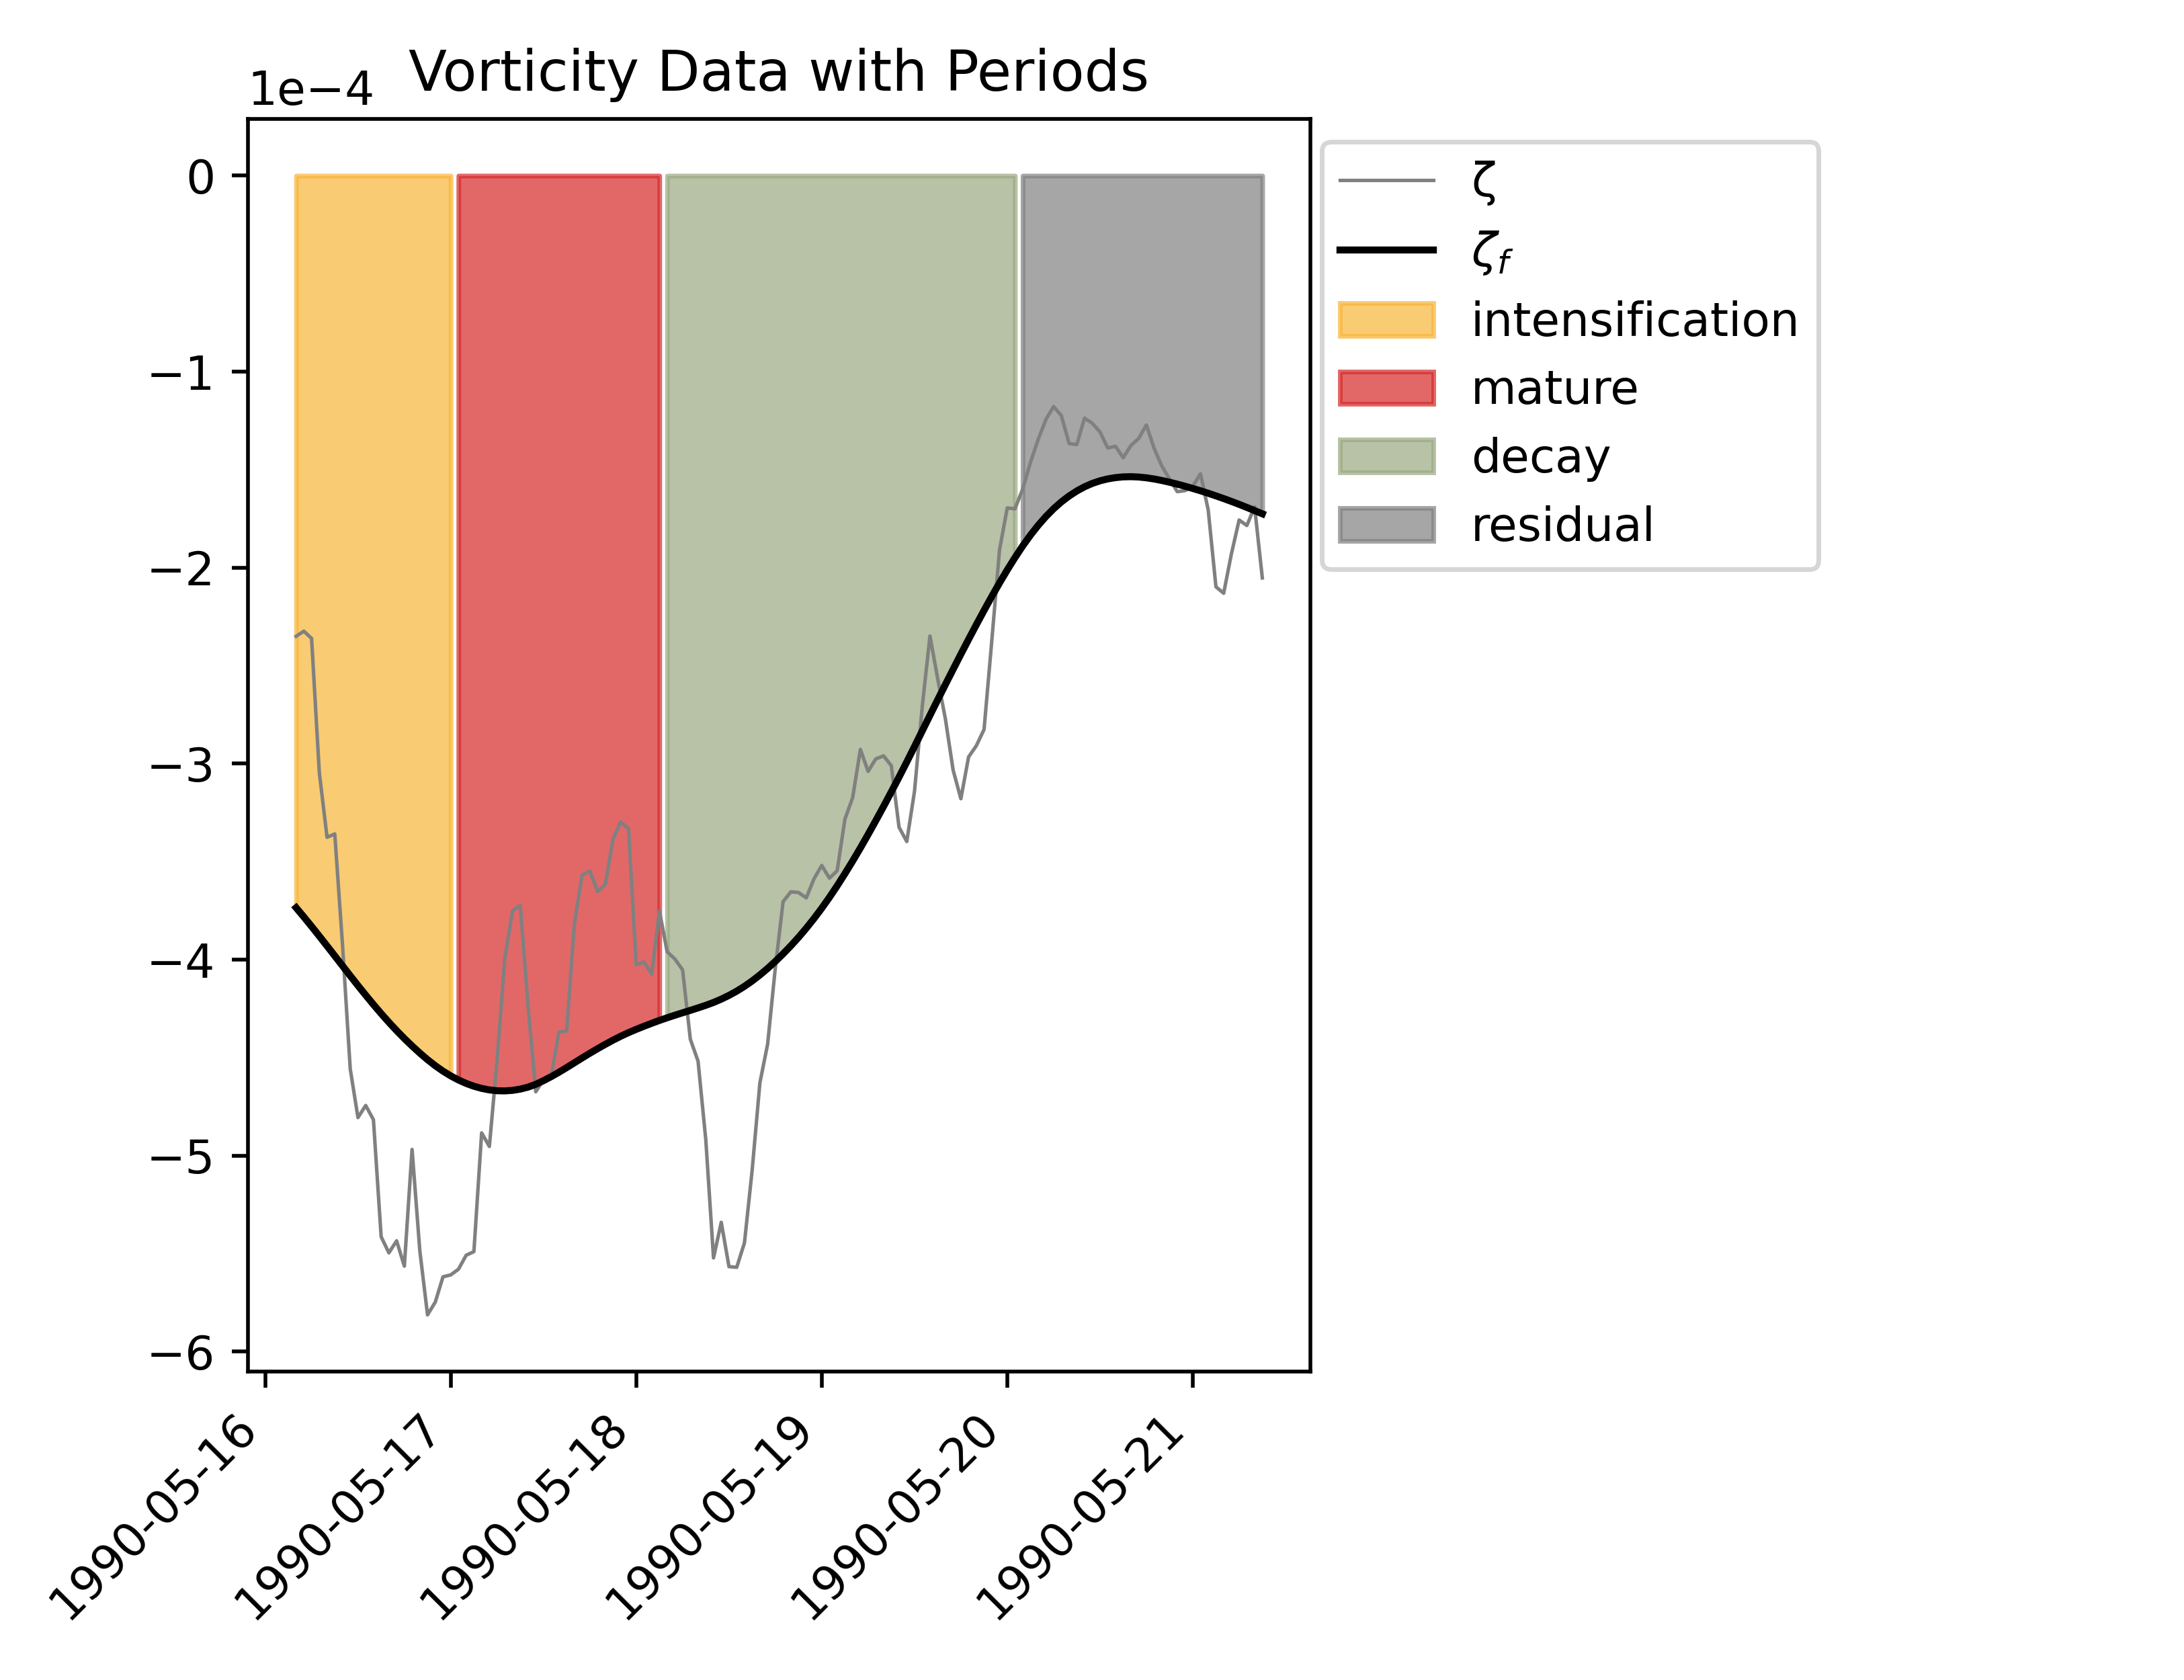 Vorticity Data with Periods
1e−4
0
−1
−2
−3
−4
−5
−6
1990-05-16
1990-05-17
1990-05-18
1990-05-19
1990-05-20
1990-05-21
ζ
ζf
intensification
mature
decay
residual